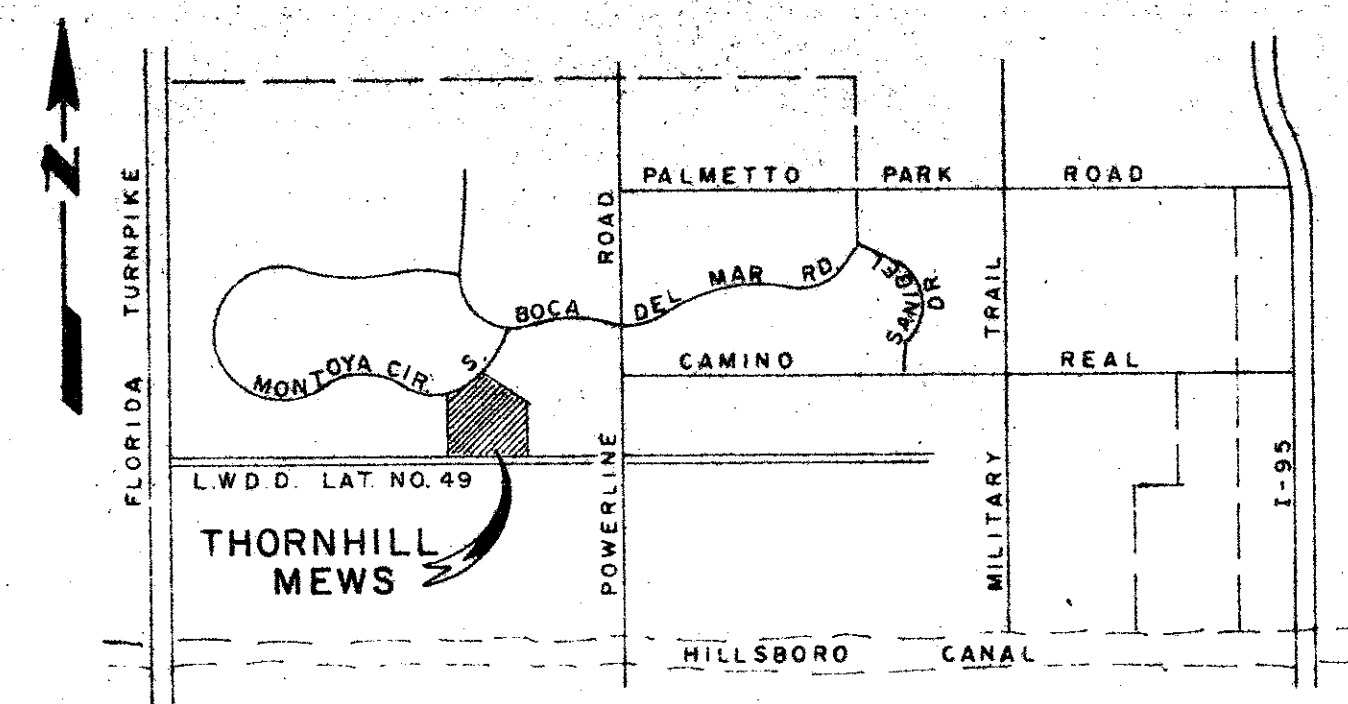 N
PALMETTO PARK ROAD
FLORIDA TURNPIKE
POWERLINE ROAD
MILITARY TRAIL
BOCA DEL MAR RD.
SANIBEL DR.
MONTOYA CIR. S.
CAMINO REAL
I-95
L.W.D.D. LAT. NO. 49
THORNHILL
MEWS
HILLSBORO CANAL